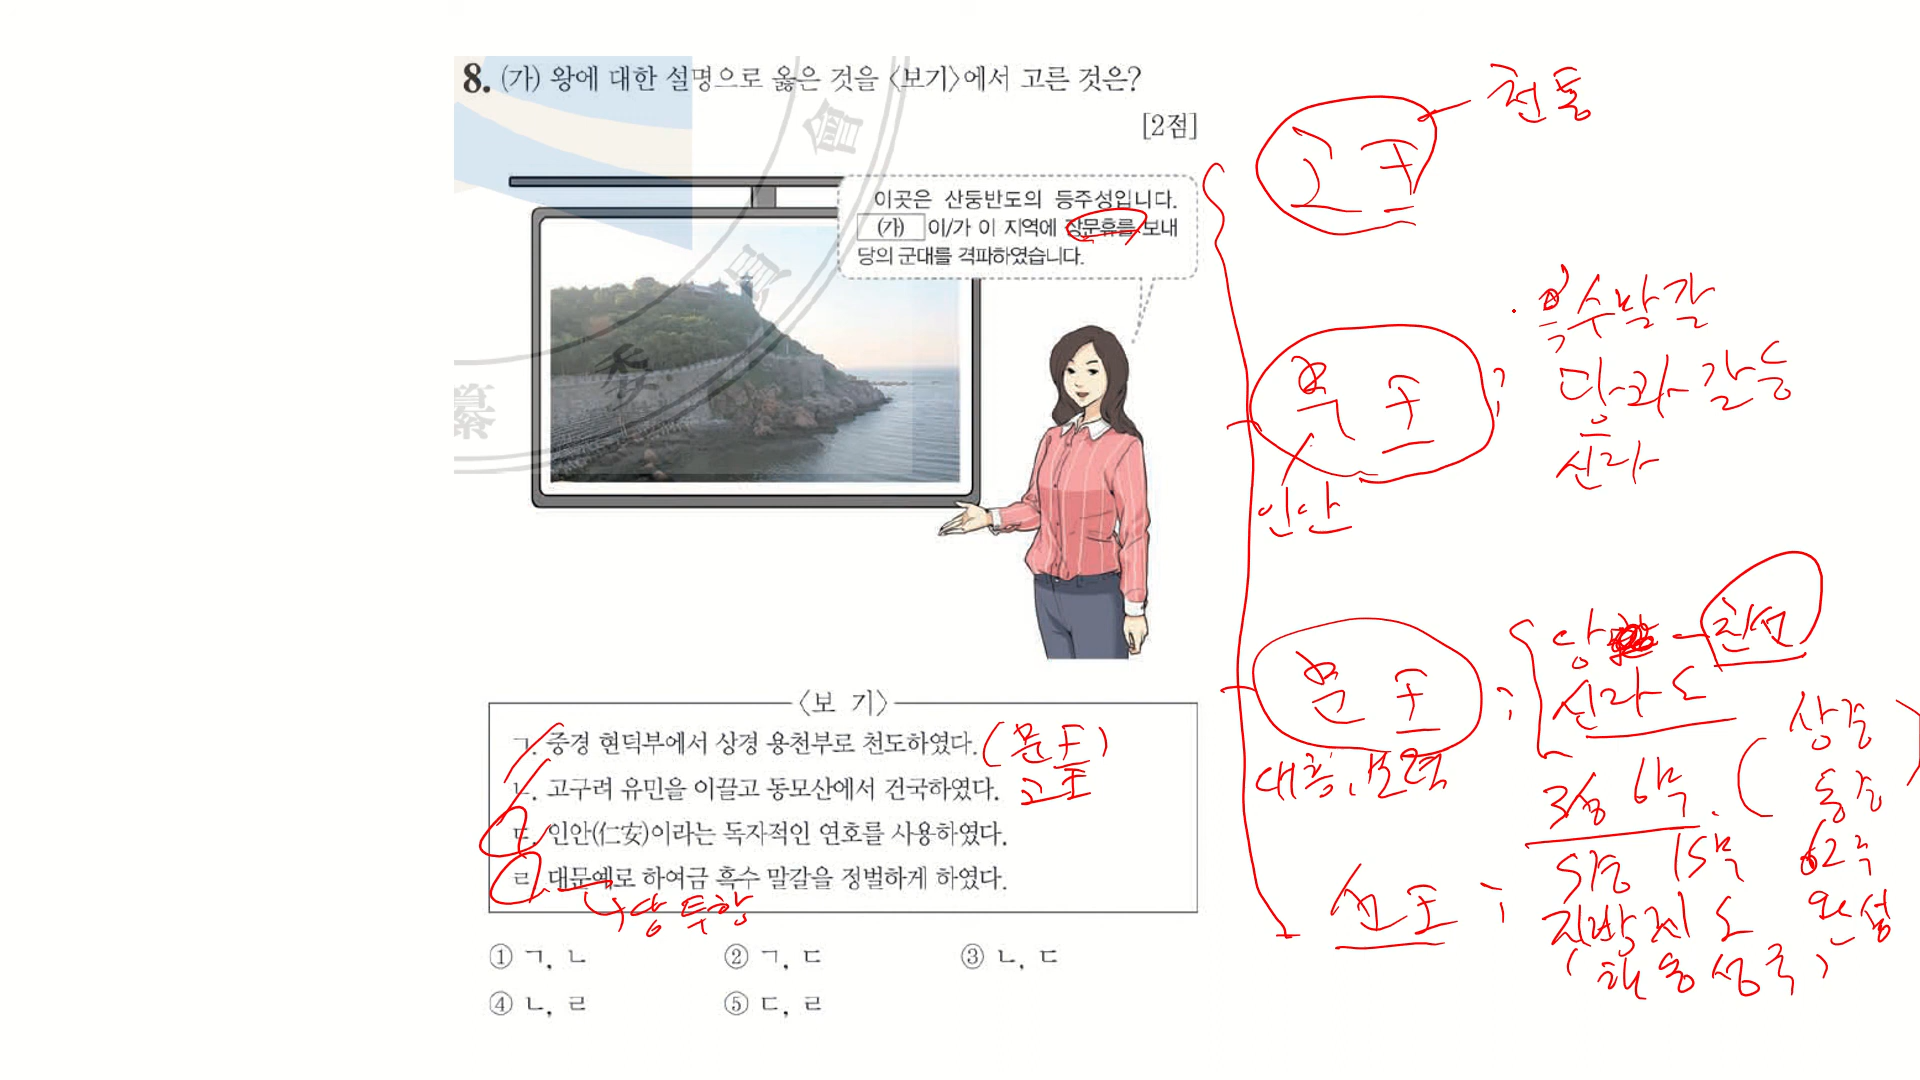 8. (가) 왕에 대한 설명으로 옳은 것을 <보기>에서 고른 것은?
[2점]
이곳은 산둥반도의 등주성입니다.
(가) 이/가 이 지역에 장문휴를 보내
당의 군대를 격파하였습니다.
<보 기>
ㄱ. 중경 현덕부에서 상경 용천부로 천도하였다. (문王)
ㄴ. 고구려 유민을 이끌고 동모산에서 건국하였다. 고王
ㄷ. 인안(仁安)이라는 독자적인 연호를 사용하였다.
ㄹ. 대문예로 하여금 흑수 말갈을 정벌하게 하였다.
당 투항
① ㄱ, ㄴ
② ㄱ, ㄷ
③ ㄴ, ㄷ
④ ㄴ, ㄹ
⑤ ㄷ, ㄹ
고王
천통
무王 :
인안
흑수말갈
당과 갈등
신라
문王 :
대흥, 보력
당 - 친선
신라도
3성 6부. (상경
동경)
선王 :
5경 15부 62주
지방제도 완성
(해동성국)
會
員
委
纂